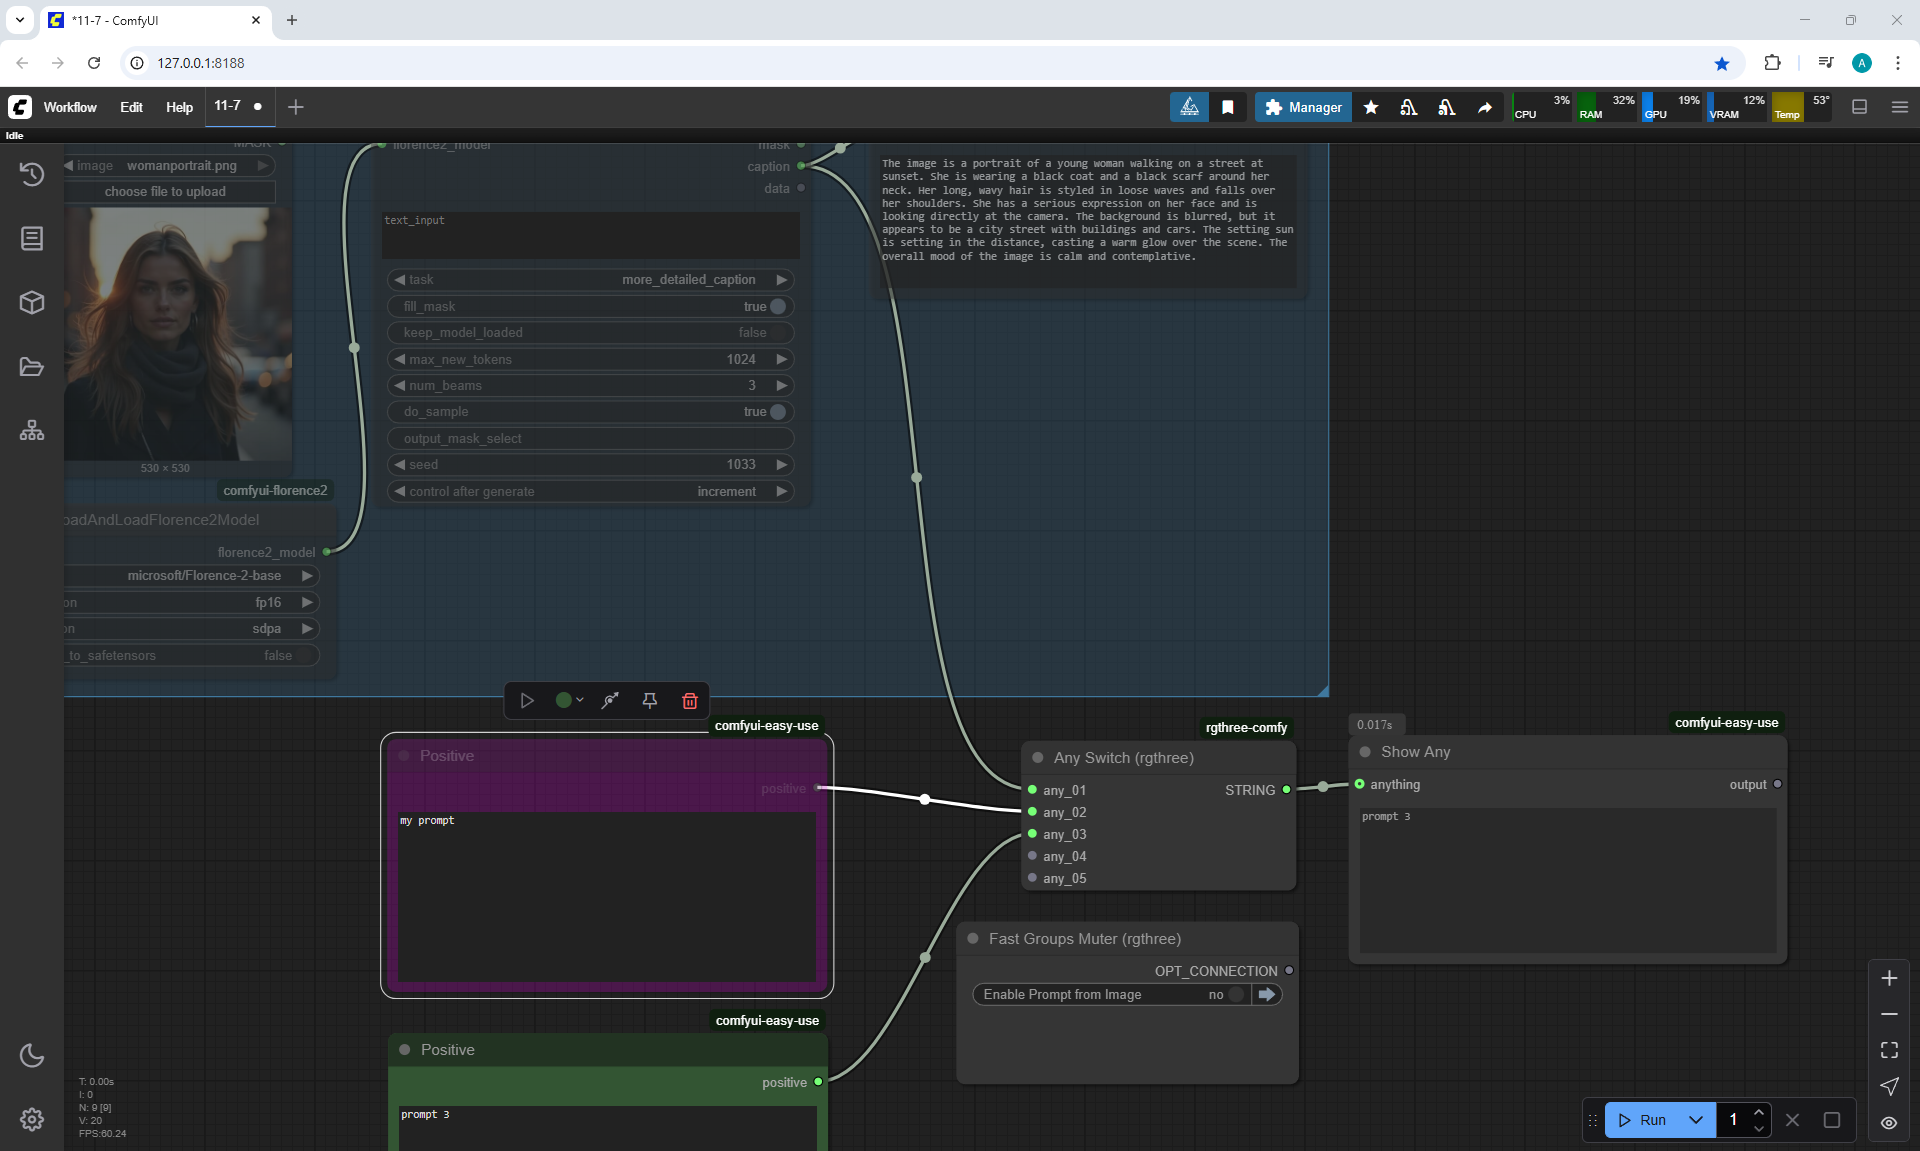 *11-7 - ComfyUI
127.0.0.1:8188
A
Workflow
Edit
Help
11-7
Manager
CPU
3%
RAM
32%
GPU
19%
VRAM
12%
Temp
53°
Idle
MASK
image
womanportrait.png
choose file to upload
530 × 530
comfyui-florence2
oadAndLoadFlorence2Model
florence2_model
microsoft/Florence-2-base
on
fp16
on
sdpa
_to_safetensors
false
florence2_model
mask
caption
data
text_input
task
more_detailed_caption
fill_mask
true
keep_model_loaded
false
max_new_tokens
1024
num_beams
3
do_sample
true
output_mask_select
seed
1033
control after generate
increment
The image is a portrait of a young woman walking on a street at
sunset. She is wearing a black coat and a black scarf around her
neck. Her long, wavy hair is styled in loose waves and falls over
her shoulders. She has a serious expression on her face and is
looking directly at the camera. The background is blurred, but it
appears to be a city street with buildings and cars. The setting sun
is setting in the distance, casting a warm glow over the scene. The
overall mood of the image is calm and contemplative.
comfyui-easy-use
Positive
positive
my prompt
rgthree-comfy
Any Switch (rgthree)
any_01
STRING
any_02
any_03
any_04
any_05
0.017s
comfyui-easy-use
Show Any
anything
output
prompt 3
Fast Groups Muter (rgthree)
OPT_CONNECTION
Enable Prompt from Image
no
comfyui-easy-use
Positive
positive
prompt 3
T: 0.00s
I: 0
N: 9 [9]
V: 20
FPS:60.24
Run
1